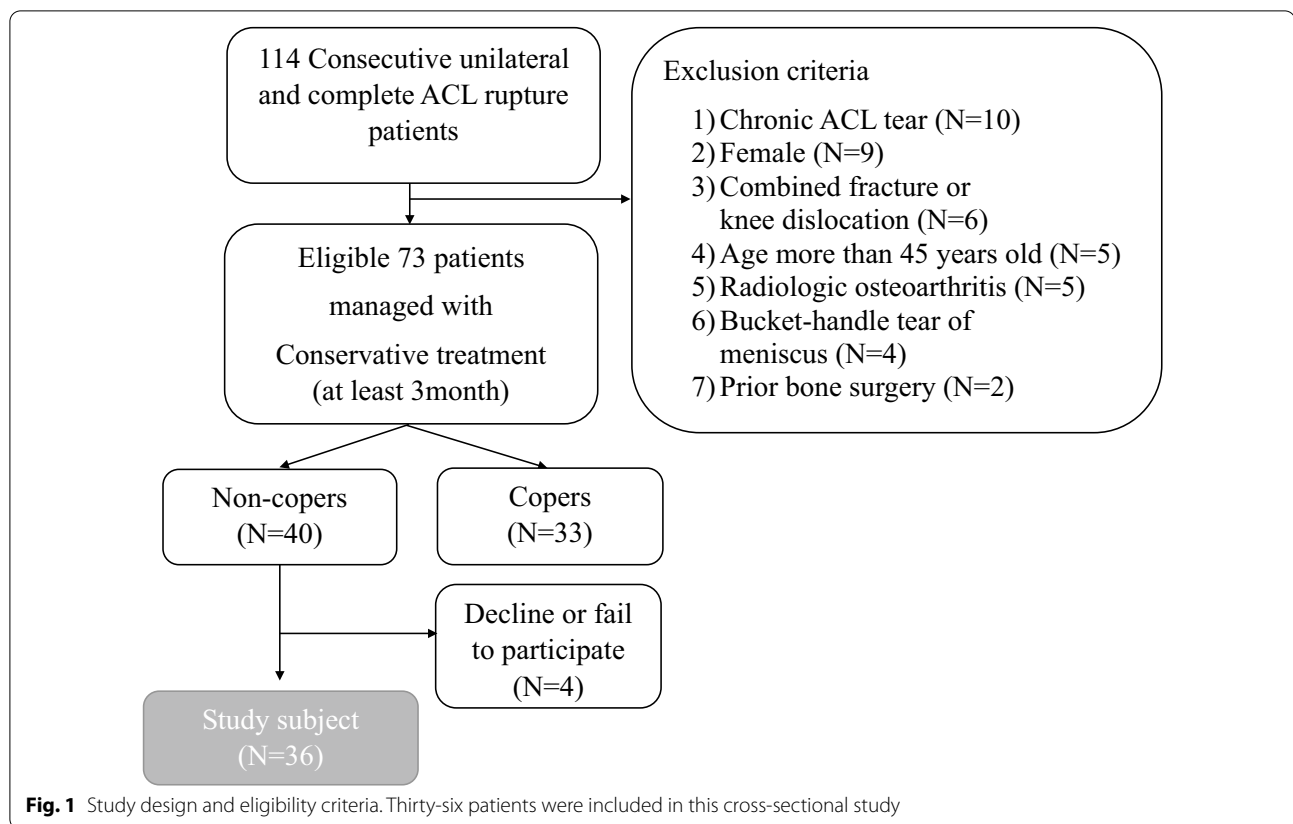 114 Consecutive unilateral
and complete ACL rupture
patients
Exclusion criteria
1) Chronic ACL tear (N=10)
2) Female (N=9)
3) Combined fracture or
knee dislocation (N=6)
4) Age more than 45 years old (N=5)
5) Radiologic osteoarthritis (N=5)
6) Bucket-handle tear of
meniscus (N=4)
7) Prior bone surgery (N=2)
Eligible 73 patients
managed with
Conservative treatment
(at least 3month)
Non-copers
(N=40)
Copers
(N=33)
Decline or fail
to participate
(N=4)
Study subject
(N=36)
Fig. 1 Study design and eligibility criteria. Thirty-six patients were included in this cross-sectional study